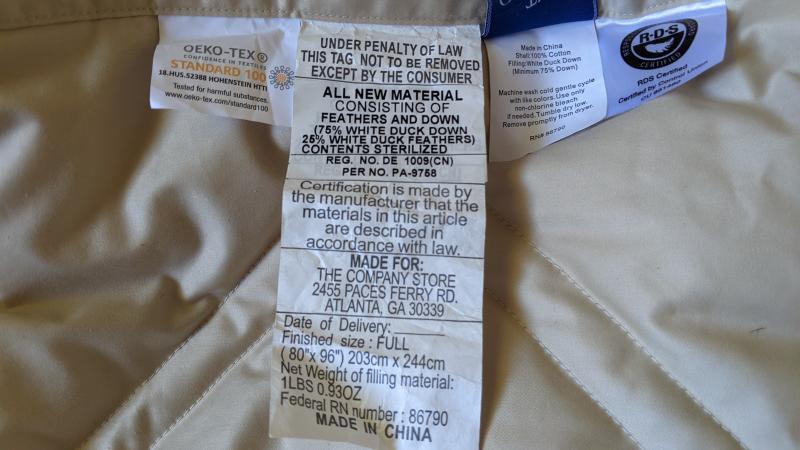 OEKO-TEX®
CONFIDENCE IN TEXTILES
STANDARD 100
18.HUS.52388 HOHENSTEIN HTTI
Tested for harmful substances.
www.oeko-tex.com/standard100
UNDER PENALTY OF LAW
THIS TAG NOT TO BE REMOVED
EXCEPT BY THE CONSUMER
ALL NEW MATERIAL
CONSISTING OF
FEATHERS AND DOWN
(75% WHITE DUCK DOWN
25% WHITE DUCK FEATHERS)
CONTENTS STERILIZED
REG. NO. DE 1009(CN)
PER NO. PA-9758
Certification is made by
the manufacturer that the
materials in this article
are described in
accordance with law.
MADE FOR:
THE COMPANY STORE
2455 PACES FERRY RD.
ATLANTA, GA 30339
Date of Delivery:
Finished size : FULL
( 80"x 96") 203cm x 244cm
Net Weight of filling material:
1LBS 0.93OZ
Federal RN number : 86790
MADE IN CHINA
Made in China
Shell:100% Cotton
Filling:White Duck Down
(Minimum 75% Down)
Machine wash cold gentle cycle
with like colors. Use only
non-chlorine bleach
if needed. Tumble dry low.
Remove promptly from dryer.
RN# 86790
R·D·S
CERTIFIED
RDS Certified
Certified by Control Union